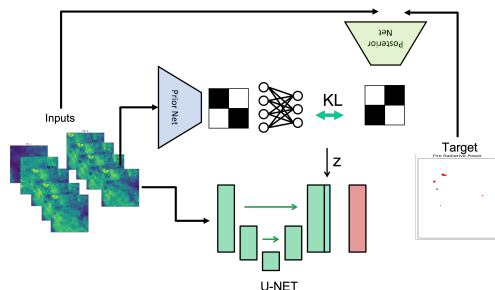 Posterior
Net
Prior Net
KL
Inputs
z
Target
Fire Radiative Power
U-NET